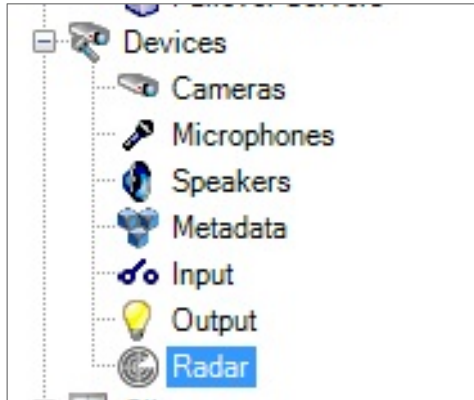 Devices
Cameras
Microphones
Speakers
Metadata
Input
Output
Radar